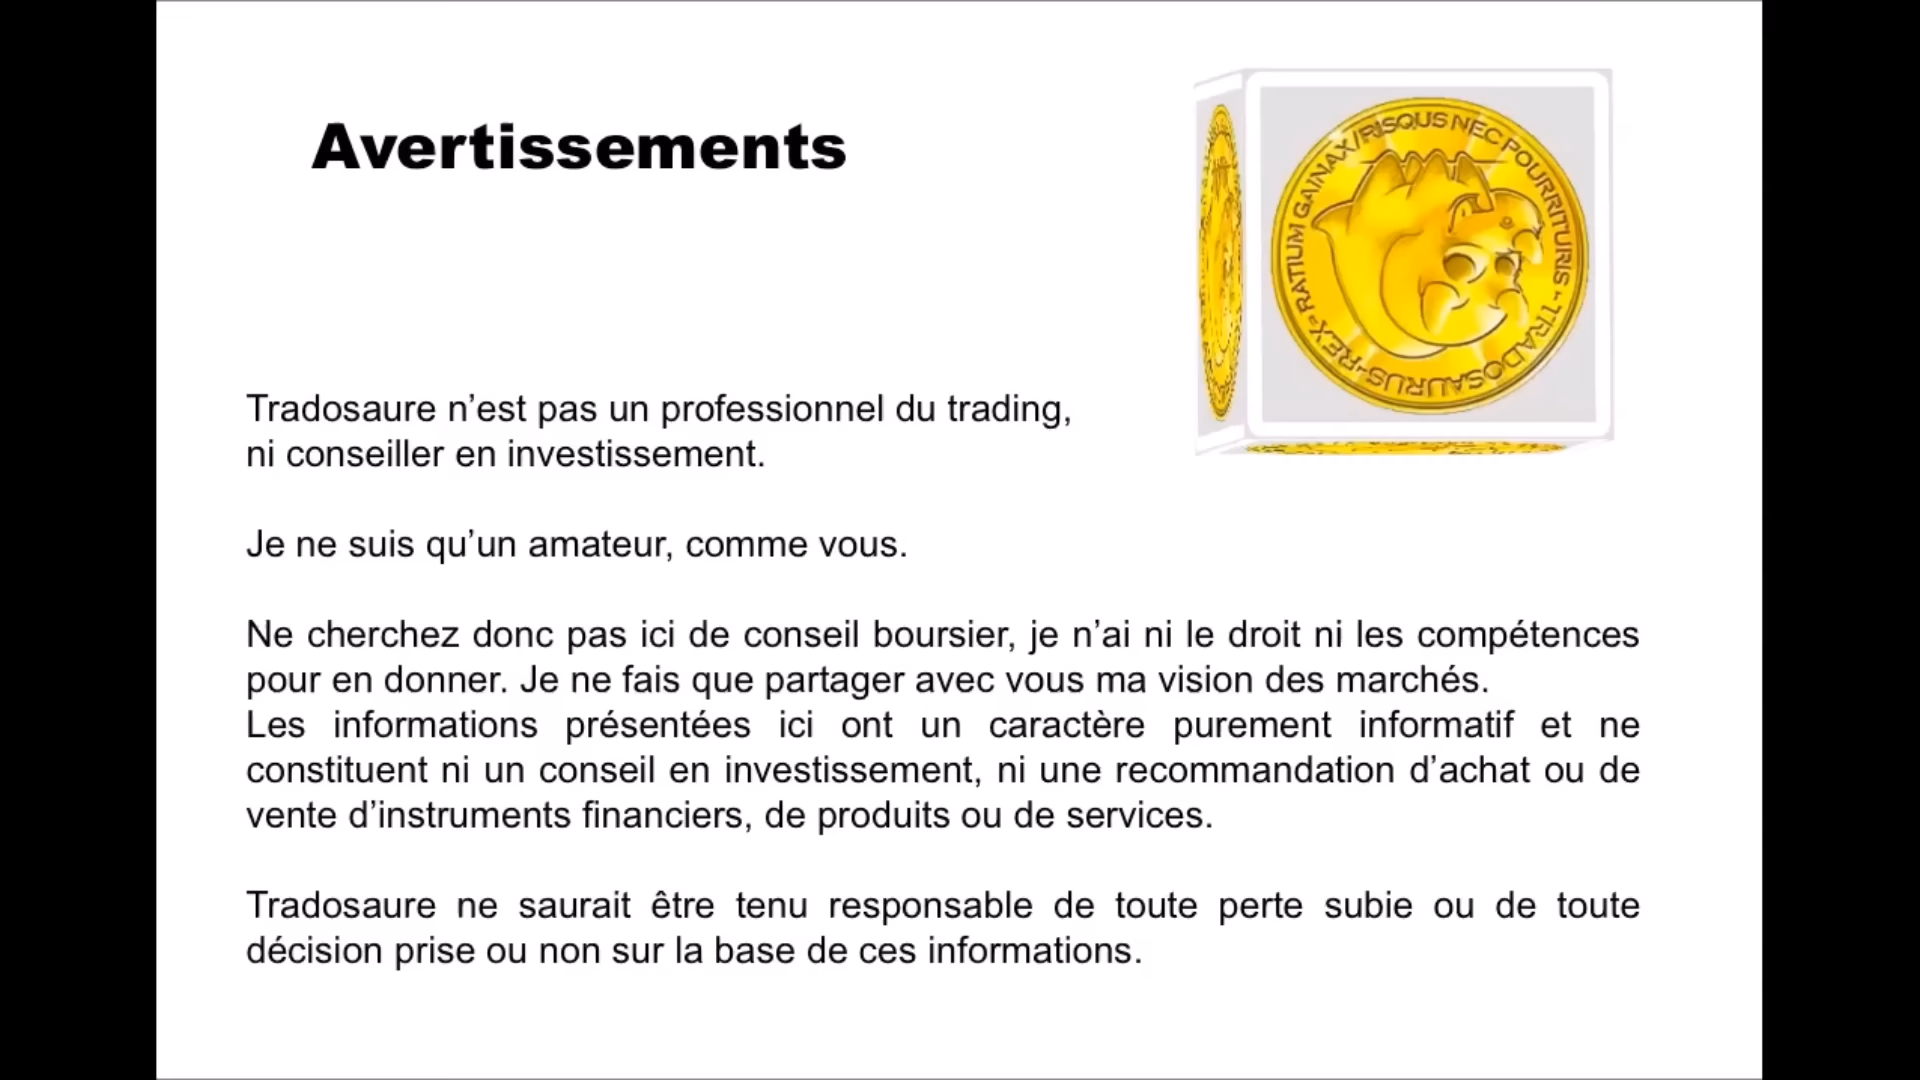 Avertissements
RATIUM GAINAX/RISQUS NEC POURRITURIS - TRADOSAURUS-REX-
Tradosaure n’est pas un professionnel du trading,
ni conseiller en investissement.
Je ne suis qu’un amateur, comme vous.
Ne cherchez donc pas ici de conseil boursier, je n’ai ni le droit ni les compétences
pour en donner. Je ne fais que partager avec vous ma vision des marchés.
Les informations présentées ici ont un caractère purement informatif et ne
constituent ni un conseil en investissement, ni une recommandation d’achat ou de
vente d’instruments financiers, de produits ou de services.
Tradosaure ne saurait être tenu responsable de toute perte subie ou de toute
décision prise ou non sur la base de ces informations.